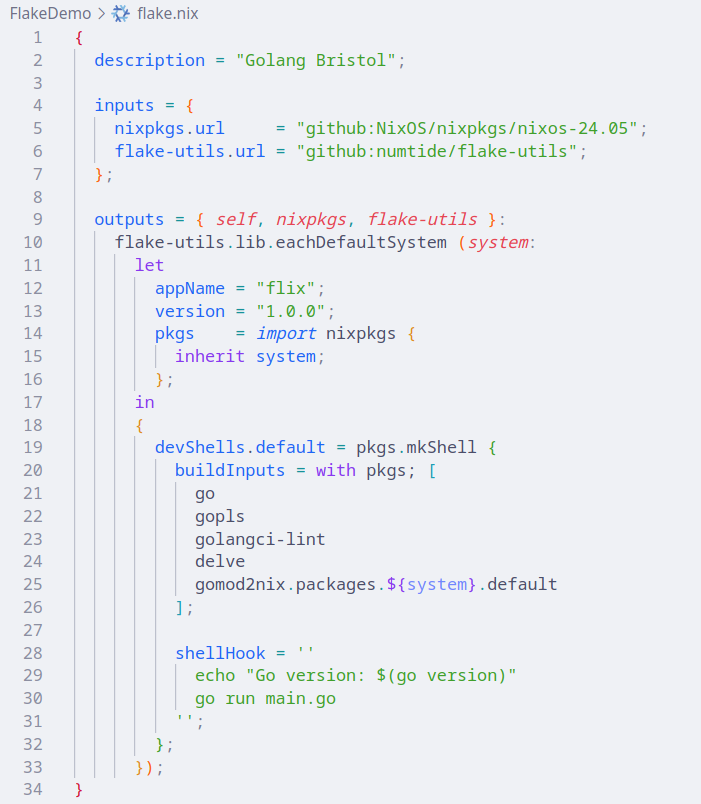 FlakeDemo > flake.nix
1 {
2   description = "Golang Bristol";
3
4   inputs = {
5     nixpkgs.url     = "github:NixOS/nixpkgs/nixos-24.05";
6     flake-utils.url = "github:numtide/flake-utils";
7   };
8
9   outputs = { self, nixpkgs, flake-utils }:
10     flake-utils.lib.eachDefaultSystem (system:
11       let
12         appName = "flix";
13         version = "1.0.0";
14         pkgs    = import nixpkgs {
15           inherit system;
16         };
17       in
18       {
19         devShells.default = pkgs.mkShell {
20           buildInputs = with pkgs; [
21             go
22             gopls
23             golangci-lint
24             delve
25             gomod2nix.packages.${system}.default
26           ];
27
28           shellHook = ''
29             echo "Go version: $(go version)"
30             go run main.go
31           '';
32         };
33       });
34 }